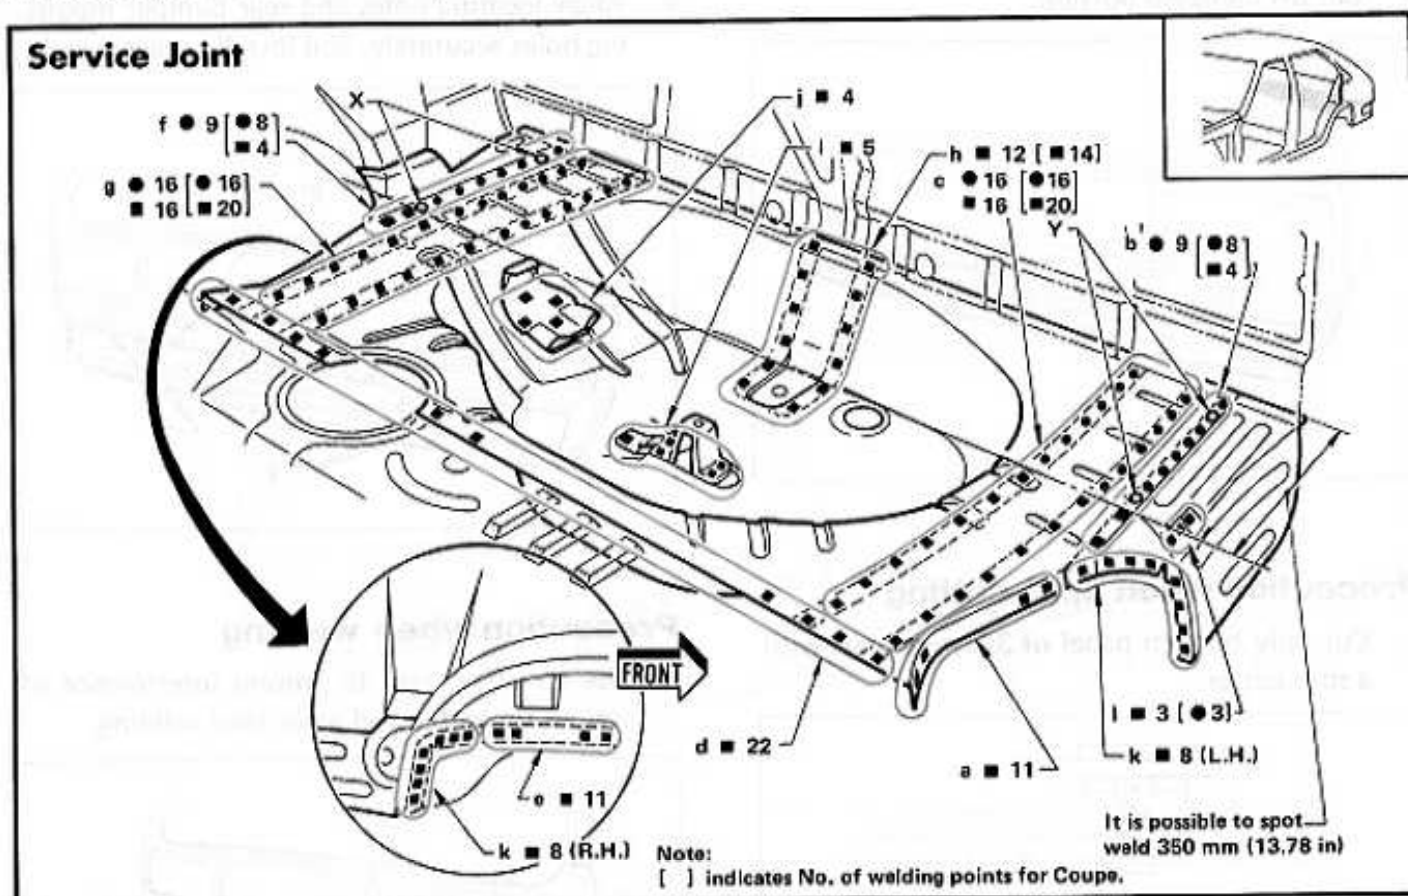 Service Joint
X
f ● 9 [●8
■ 4]
g ● 16 [● 16]
■ 16 [■ 20]
j ■ 4
i ■ 5
h ■ 12 [■ 14]
c ● 16 [●16]
■ 16 [■20]
Y
b ● 9 [●8
■ 4]
FRONT
d ■ 22
a ■ 11
l ■ 3 [●3]
k ■ 8 (L.H.)
e ■ 11
k ■ 8 (R.H.)
It is possible to spot
weld 350 mm (13.78 in)
Note:
[ ] indicates No. of welding points for Coupe.
Precaution when w